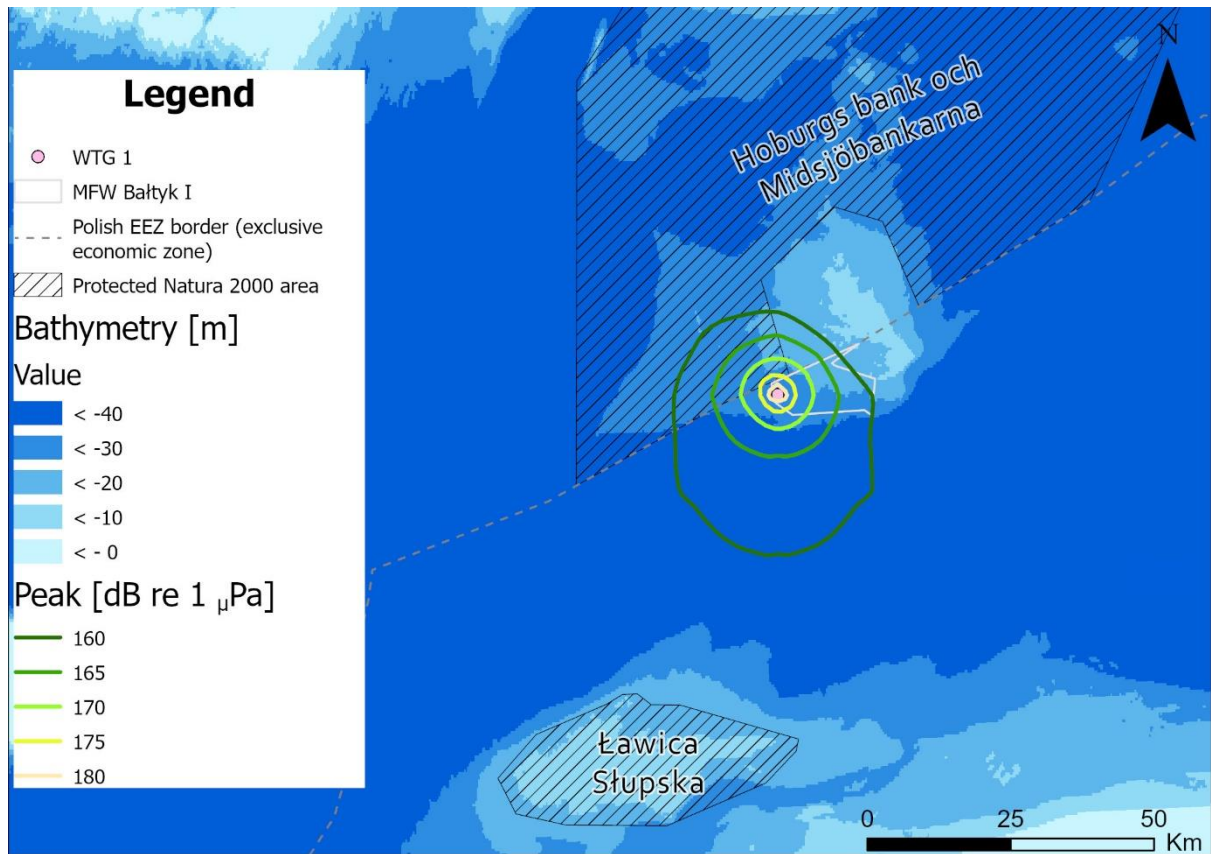 Legend
WTG 1
MFW Bałtyk I
Polish EEZ border (exclusive
economic zone)
Protected Natura 2000 area
Bathymetry [m]
Value
< -40
< -30
< -20
< -10
< - 0
Peak [dB re 1 µPa]
160
165
170
175
180
N
Hoburgs bank och
Midsjöbankarna
Ławica
Słupska
0 25 50
Km